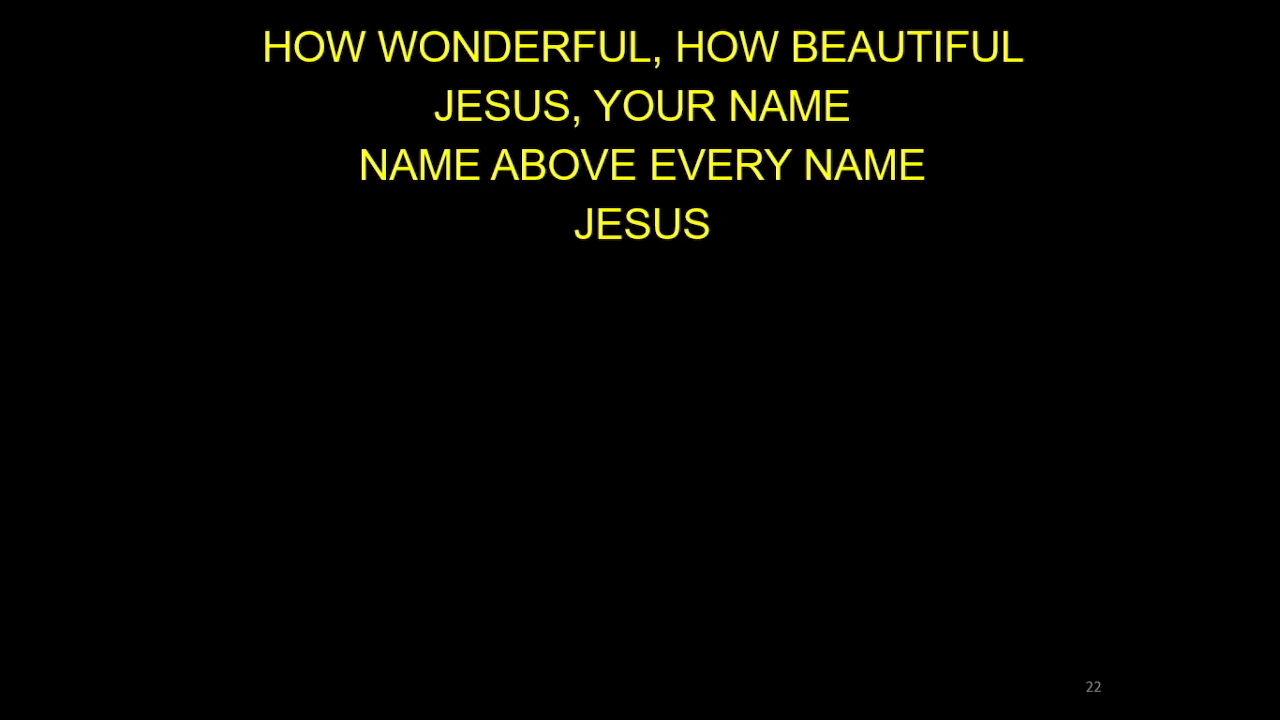 HOW WONDERFUL, HOW BEAUTIFUL
JESUS, YOUR NAME
NAME ABOVE EVERY NAME
JESUS
22